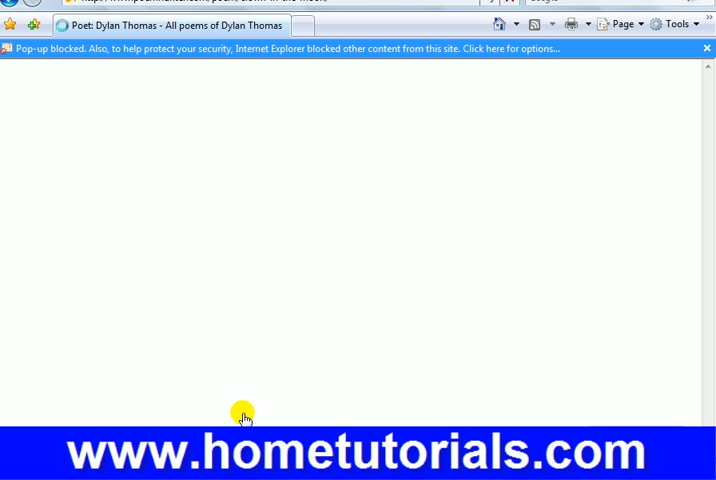 Poet: Dylan Thomas - All poems of Dylan Thomas
Page
Tools
Pop-up blocked. Also, to help protect your security, Internet Explorer blocked other content from this site. Click here for options...
www.hometutorials.com